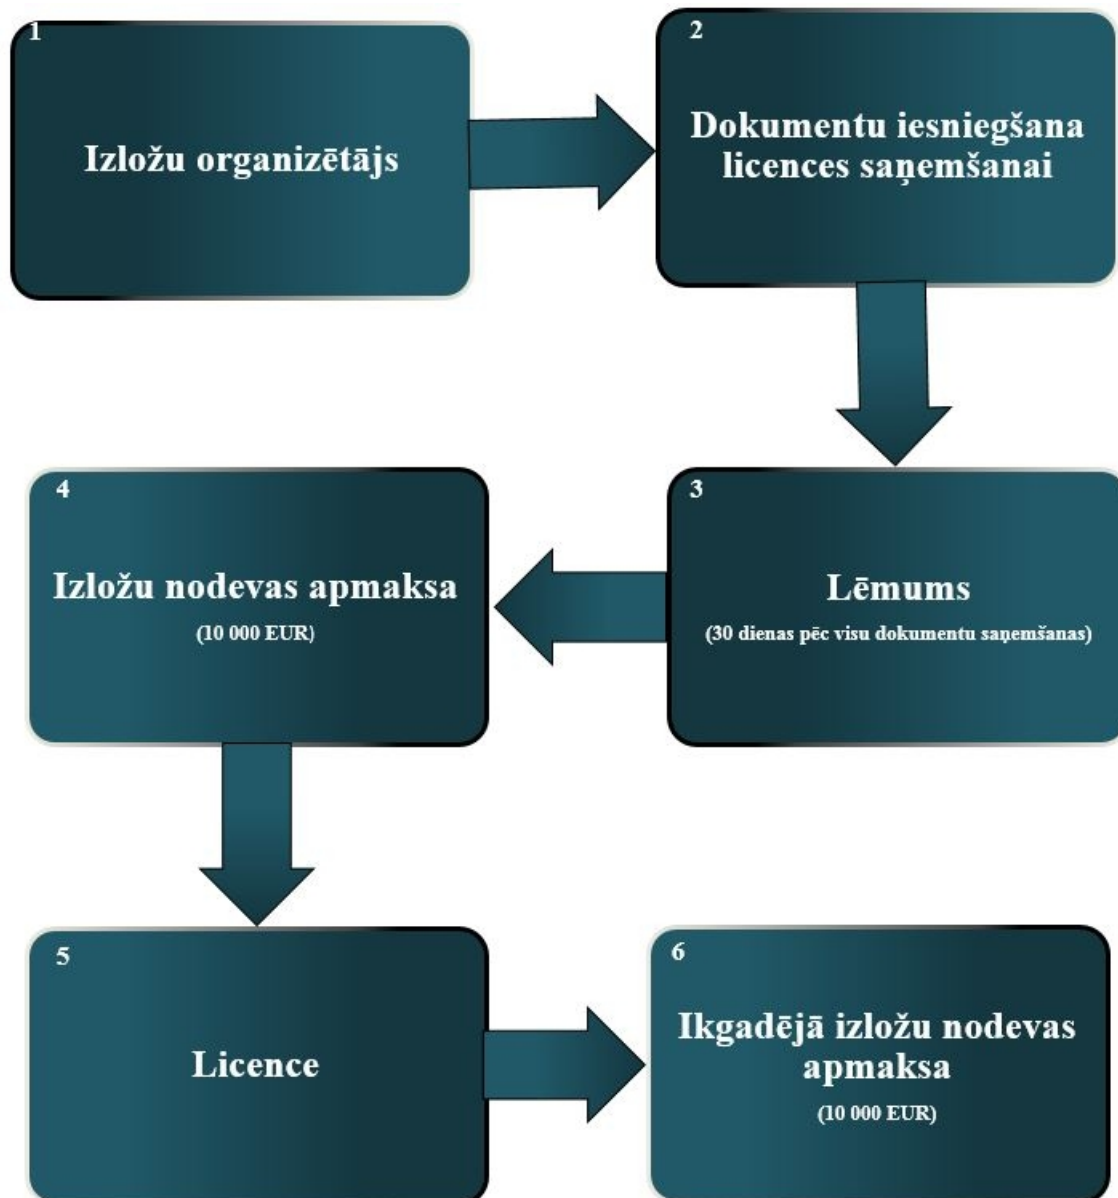 1
Izložu organizētājs
2
Dokumentu iesniegšana
licences saņemšanai
3
Lēmums
(30 dienas pēc visu dokumentu saņemšanas)
4
Izložu nodevas apmaksa
(10 000 EUR)
5
Licence
6
Ikgadējā izložu nodevas
apmaksa
(10 000 EUR)